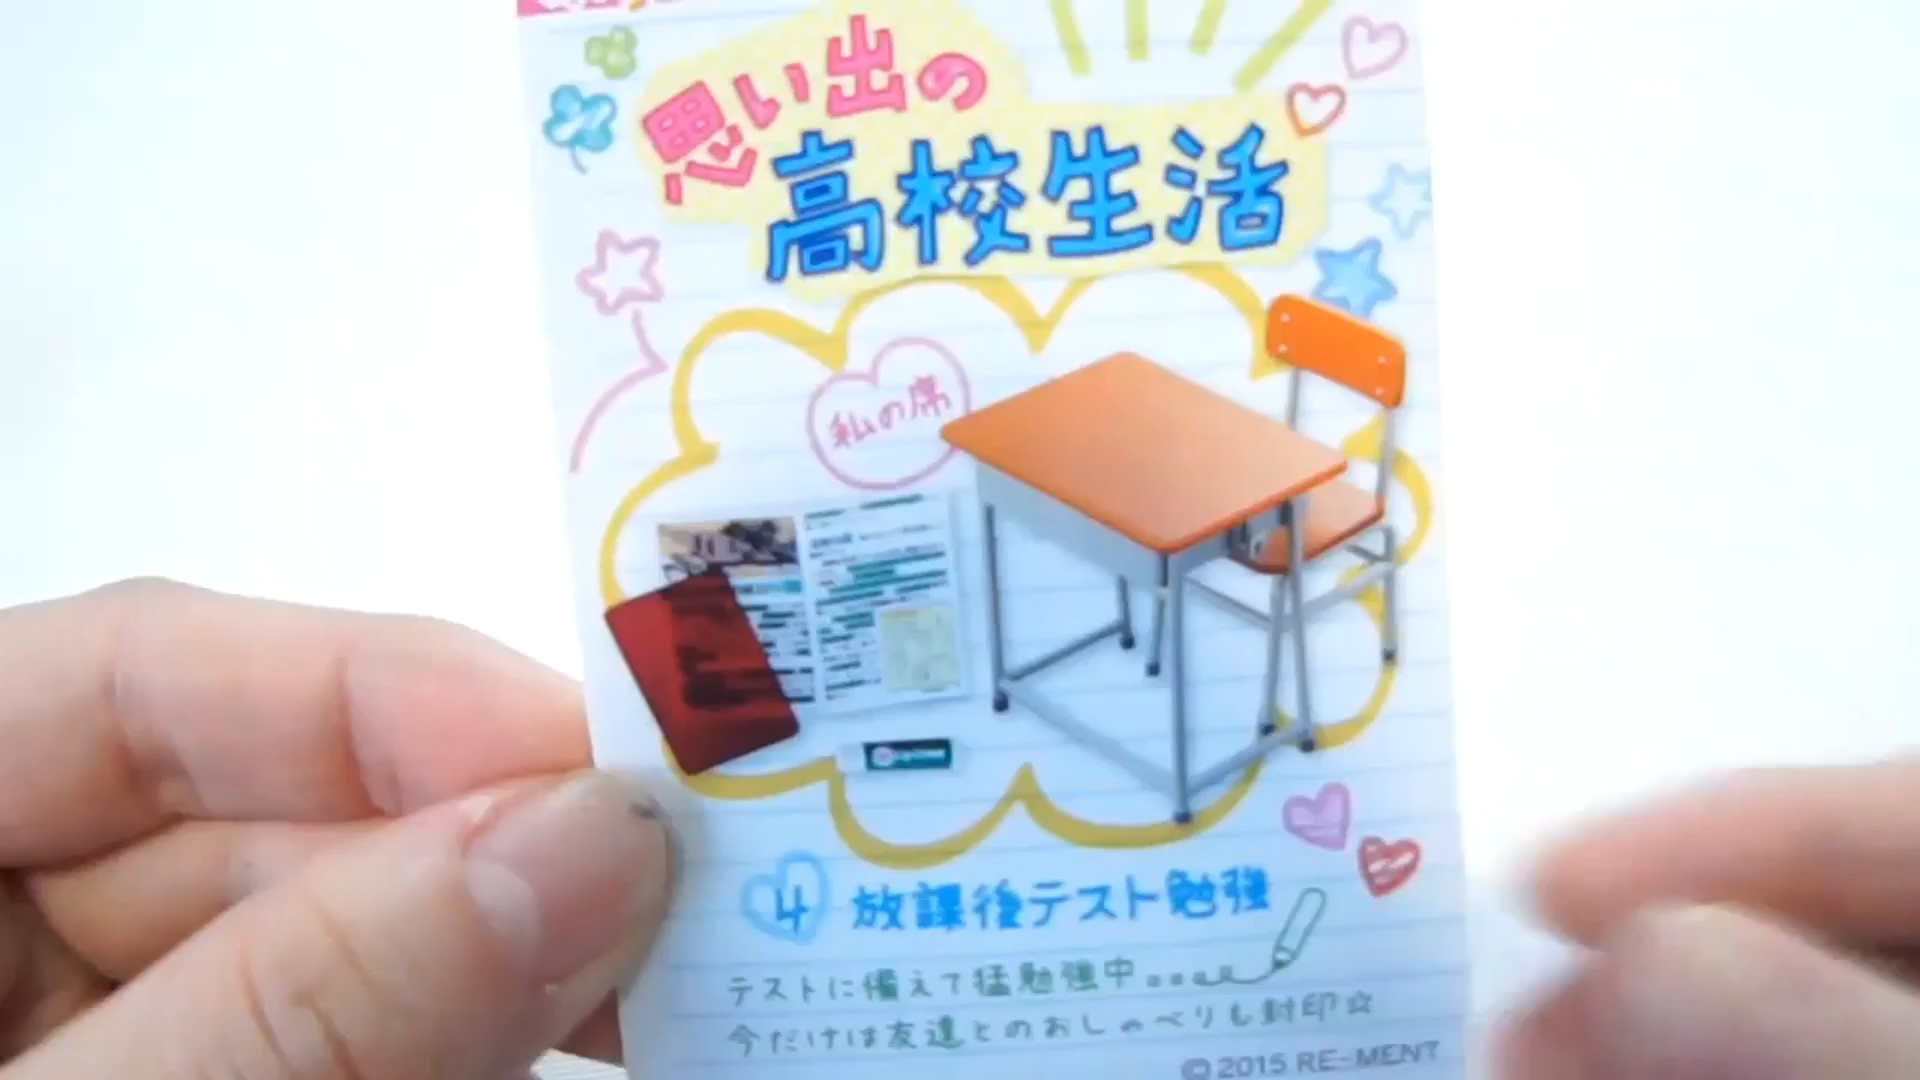 思い出の
高校生活
私の席
4 放課後テスト勉強
テストに備えて猛勉強中....
今だけは友達とのおしゃべりも封印☆
© 2015 RE-MENT